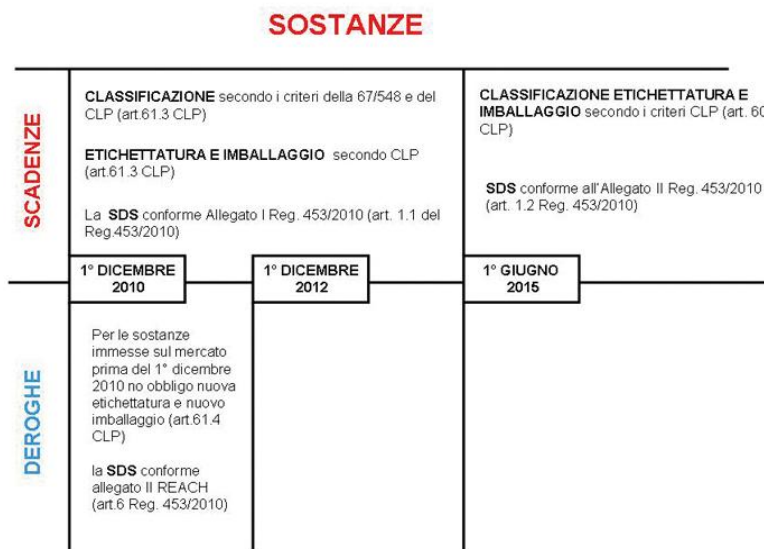 SOSTANZE
SCADENZE
CLASSIFICAZIONE secondo i criteri della 67/548 e del
CLP (art.61.3 CLP)
ETICHETTATURA E IMBALLAGGIO secondo CLP
(art.61.3 CLP)
La SDS conforme Allegato I Reg. 453/2010 (art. 1.1 del
Reg.453/2010)
CLASSIFICAZIONE ETICHETTATURA E
IMBALLAGGIO secondo i criteri CLP (art. 60
CLP)
SDS conforme all'Allegato II Reg. 453/2010
(art. 1.2 Reg. 453/2010)
1° DICEMBRE
2010
1° DICEMBRE
2012
1° GIUGNO
2015
DEROGHE
Per le sostanze
immesse sul mercato
prima del 1° dicembre
2010 no obbligo nuova
etichettatura e nuovo
imballaggio (art.61.4
CLP)
la SDS conforme
allegato II REACH
(art.6 Reg. 453/2010)